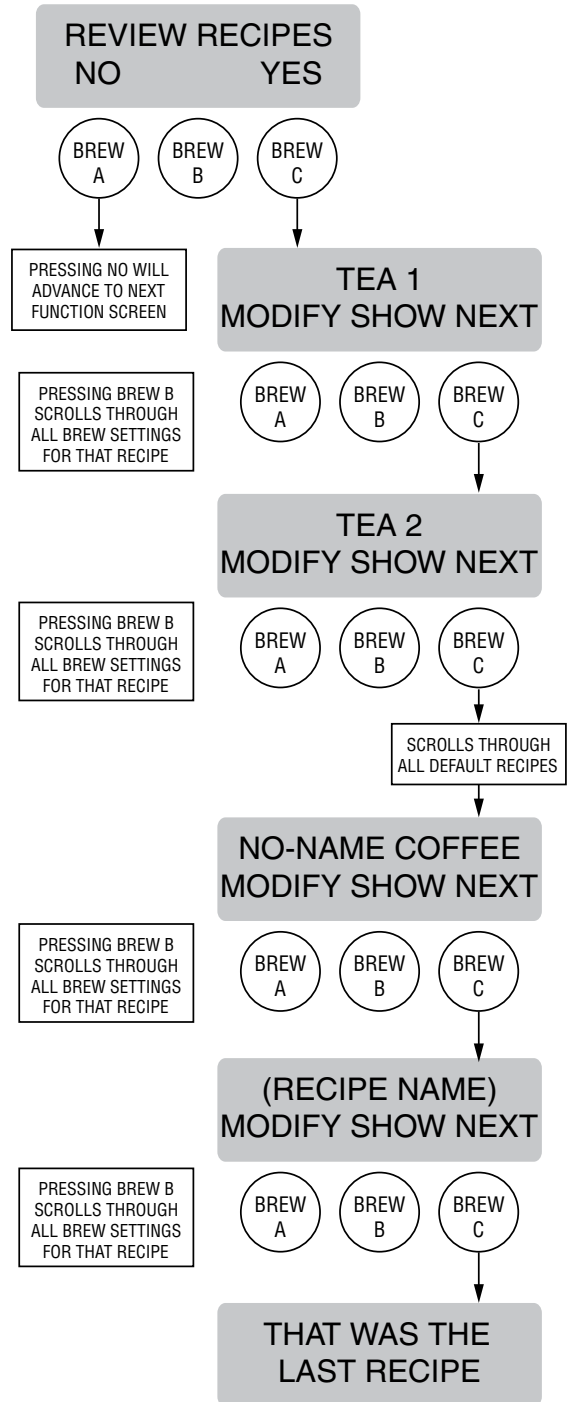 REVIEW RECIPES
NO YES
BREW
A
BREW
B
BREW
C
PRESSING NO WILL
ADVANCE TO NEXT
FUNCTION SCREEN
TEA 1
MODIFY SHOW NEXT
PRESSING BREW B
SCROLLS THROUGH
ALL BREW SETTINGS
FOR THAT RECIPE
BREW
A
BREW
B
BREW
C
TEA 2
MODIFY SHOW NEXT
PRESSING BREW B
SCROLLS THROUGH
ALL BREW SETTINGS
FOR THAT RECIPE
BREW
A
BREW
B
BREW
C
SCROLLS THROUGH
ALL DEFAULT RECIPES
NO-NAME COFFEE
MODIFY SHOW NEXT
PRESSING BREW B
SCROLLS THROUGH
ALL BREW SETTINGS
FOR THAT RECIPE
BREW
A
BREW
B
BREW
C
(RECIPE NAME)
MODIFY SHOW NEXT
PRESSING BREW B
SCROLLS THROUGH
ALL BREW SETTINGS
FOR THAT RECIPE
BREW
A
BREW
B
BREW
C
THAT WAS THE
LAST RECIPE